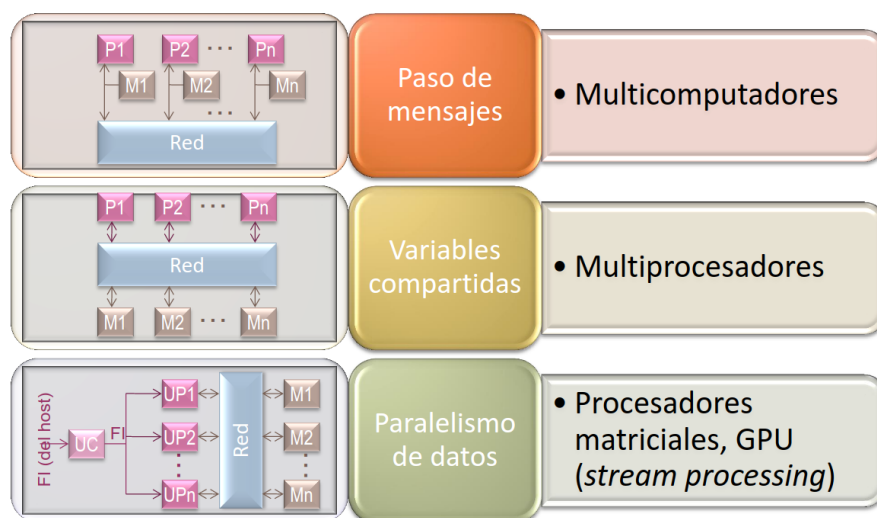 P1 P2 ... Pn
M1 M2 Mn
...
Red
Paso de
mensajes
• Multicomputadores
P1 P2 ... Pn
Red
M1 M2 ... Mn
Variables
compartidas
• Multiprocesadores
FI (del host)
UC
FI
UP1
UP2
...
UPn
Red
M1
M2
...
Mn
Paralelismo
de datos
• Procesadores
matriciales, GPU
(stream processing)